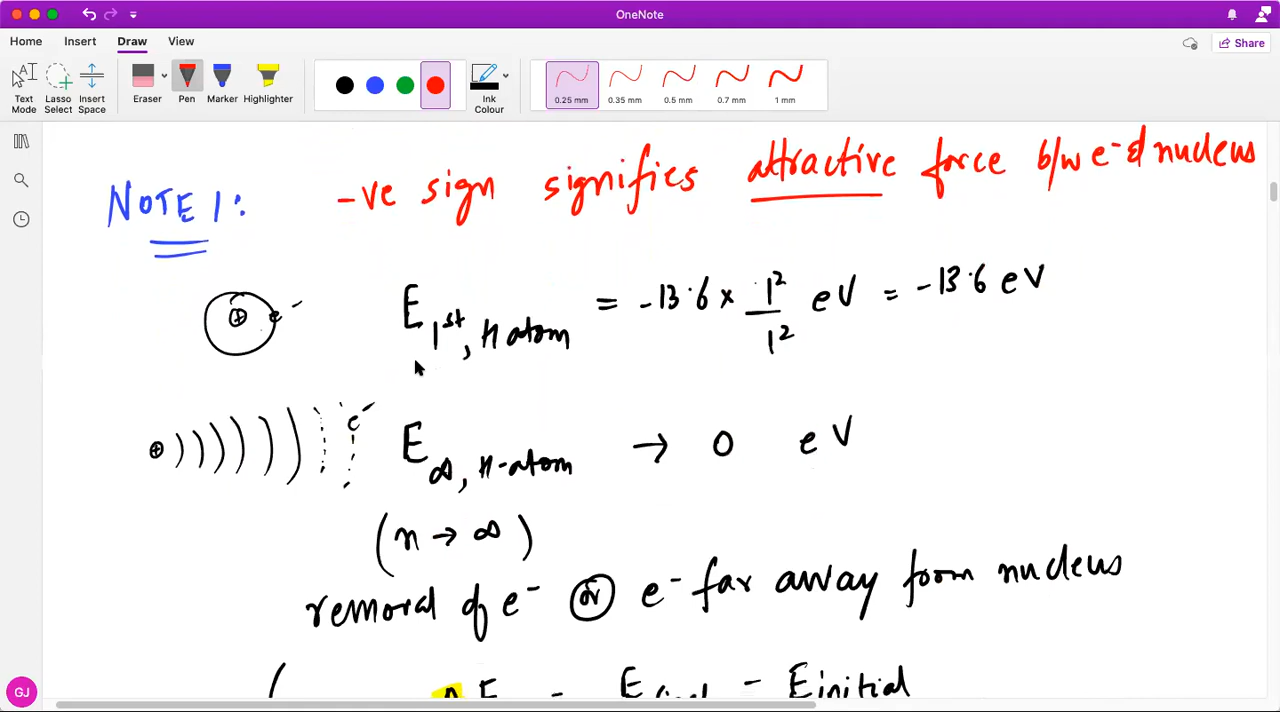 OneNote
Home Insert Draw View
Share
Text Mode
Lasso Select
Insert Space
Eraser
Pen
Marker
Highlighter
Ink Colour
0.25 mm 0.35 mm 0.5 mm 0.7 mm 1 mm
NOTE 1: -ve sign signifies attractive force b/w e- & nucleus
⊕ e- E 1st, H atom = -13.6 × 1²/1² eV = -13.6 eV
⊕ e- E ∞, H-atom → 0 eV
(n → ∞)
removal of e- or e- far away from nucleus
E = E - Einitial
GJ